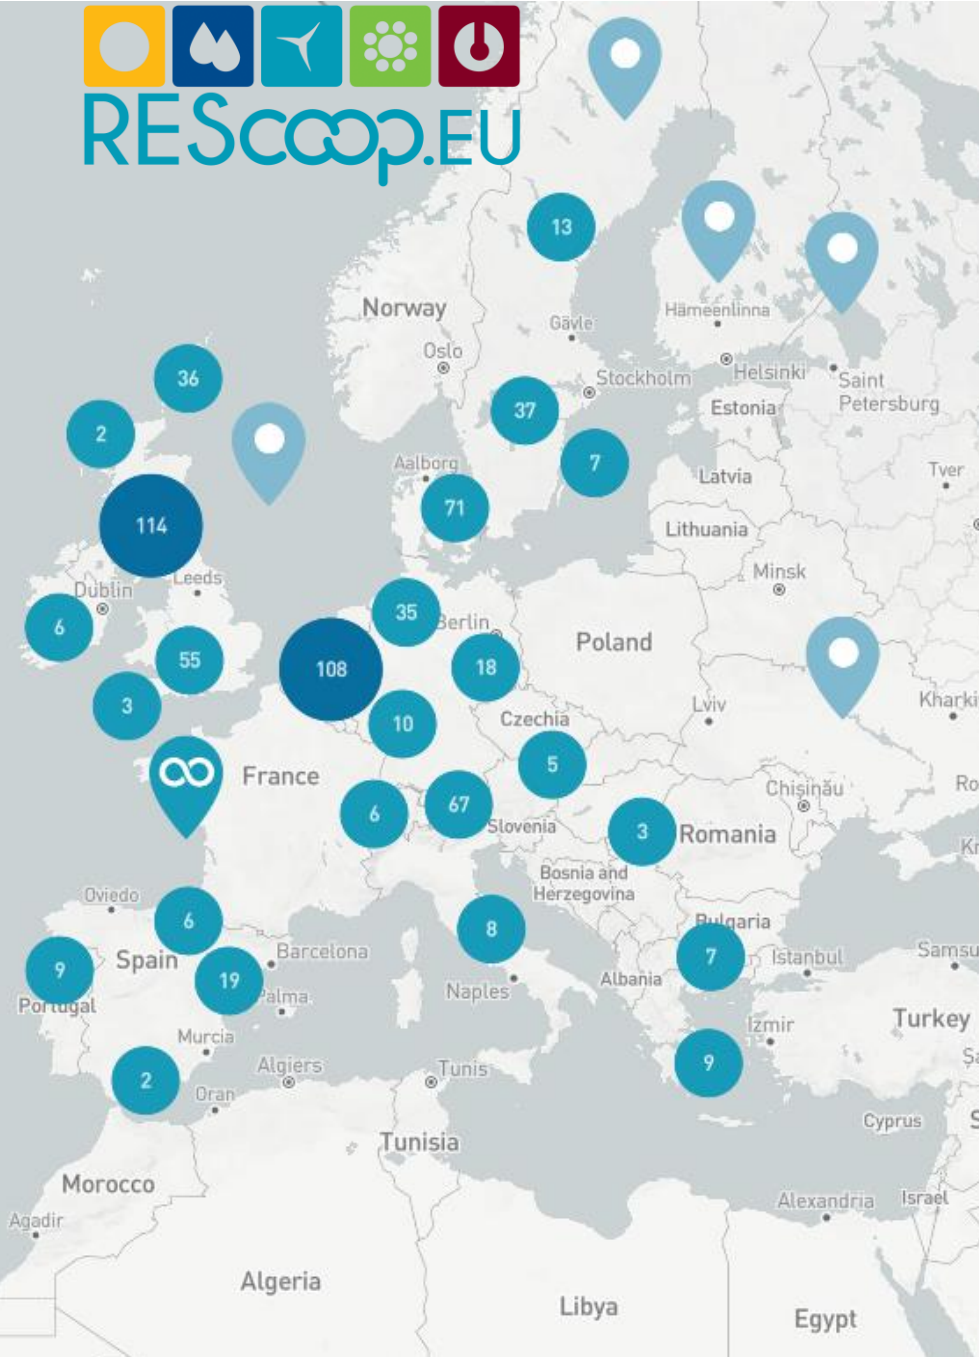 REScoop.EU
13
Norway
Hämeenlinna
Gävle
Oslo
Helsinki
36
Stockholm
Saint
Petersburg
37
Estonia
2
Aalborg
7
Latvia
Tver
71
114
Lithuania
Minsk
Leeds
Dublin
35
Berlin
6
Poland
55
108
18
3
10
Czechia
Lviv
Kharki
5
France
Chișinău
Ro
6
67
Slovenia
3
Romania
Kr
Bosnia and
Herzegovina
Oviedo
6
8
Bulgaria
Spain
Barcelona
7
Istanbul
Samsu
9
19
Albania
Portugal
Palma
Naples
Turkey
Murcia
Izmir
Algiers
Tunis
9
Şa
2
Oran
Cyprus
S
Tunisia
Morocco
Alexandria
Israel
Agadir
Algeria
Libya
Egypt